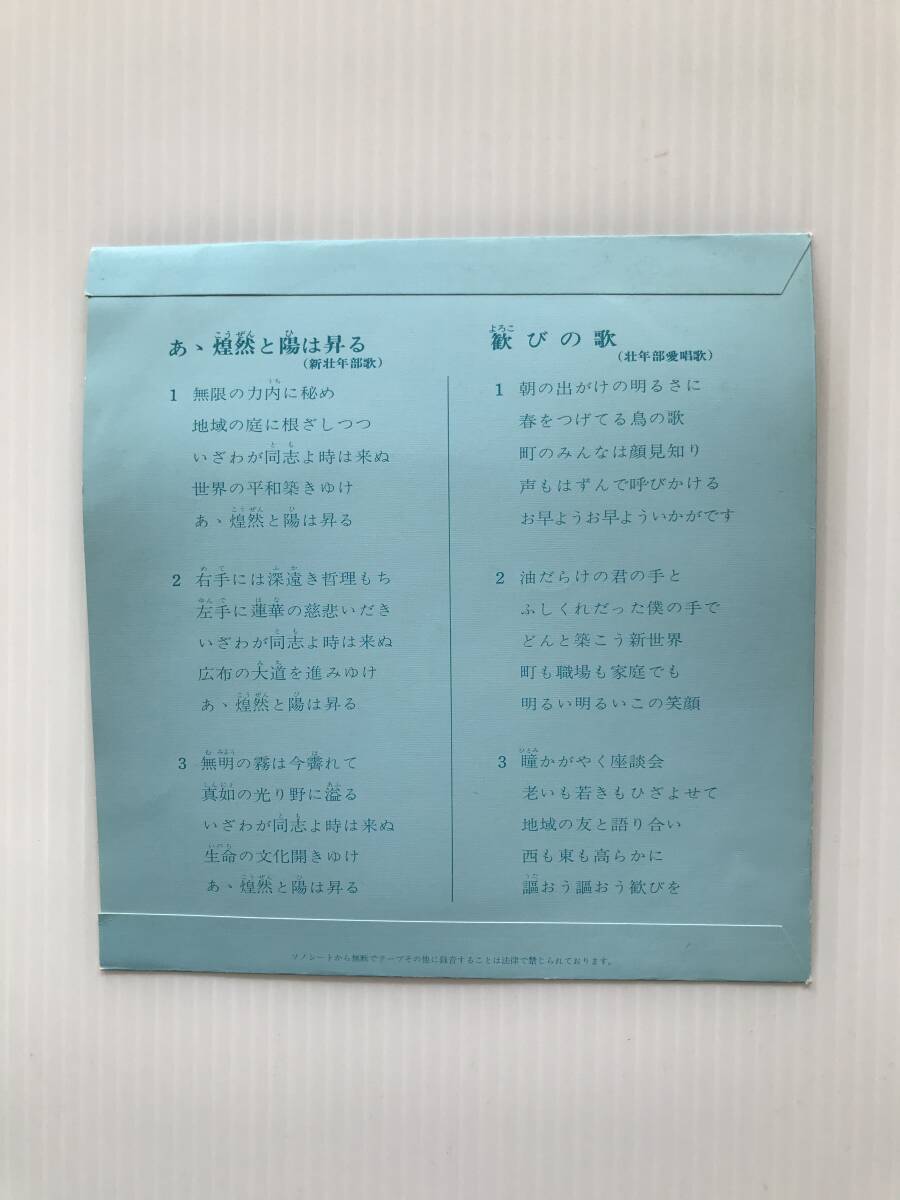 あゝ煌然と陽は昇る
(新壮年部歌)
1 無限の力内に秘め
地域の庭に根ざしつつ
いざわが同志よ時は来ぬ
世界の平和築きゆけ
あゝ煌然と陽は昇る
2 右手には深遠き哲理もち
左手に蓮華の慈悲いだき
いざわが同志よ時は来ぬ
広布の大道を進みゆけ
あゝ煌然と陽は昇る
3 無明の霧は今霽れて
真如の光り野に溢る
いざわが同志よ時は来ぬ
生命の文化開きゆけ
あゝ煌然と陽は昇る
歓びの歌
(壮年部愛唱歌)
1 朝の出がけの明るさに
春をつげてる鳥の歌
町のみんなは顔見知り
声もはずんで呼びかける
お早ようお早よういかがです
2 油だらけの君の手と
ふしくれだった僕の手で
どんと築こう新世界
町も職場も家庭でも
明るい明るいこの笑顔
3 瞳かがやく座談会
老いも若きもひざよせて
地域の友と語り合い
西も東も高らかに
謳おう謳おう歓びを
ソノシートから無断でテープその他に録音することは法律で禁じられております。